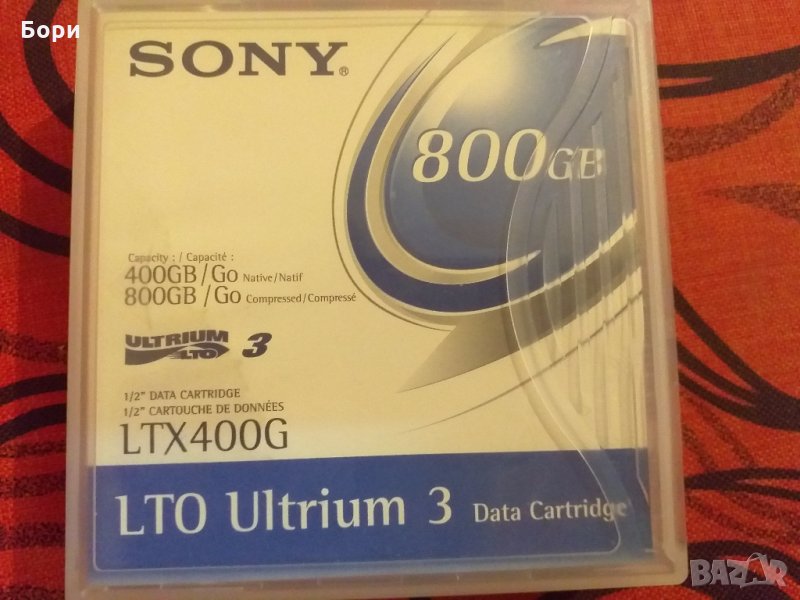 Бори
SONY®
800GB
Capacity : / Capacité :
400GB/Go Native/Natif
800GB/Go Compressed/Compressé
ULTRIUM LTO 3
1/2" DATA CARTRIDGE
1/2" CARTOUCHE DE DONNÉES
LTX400G
LTO Ultrium 3 Data Cartridge
BAZAR